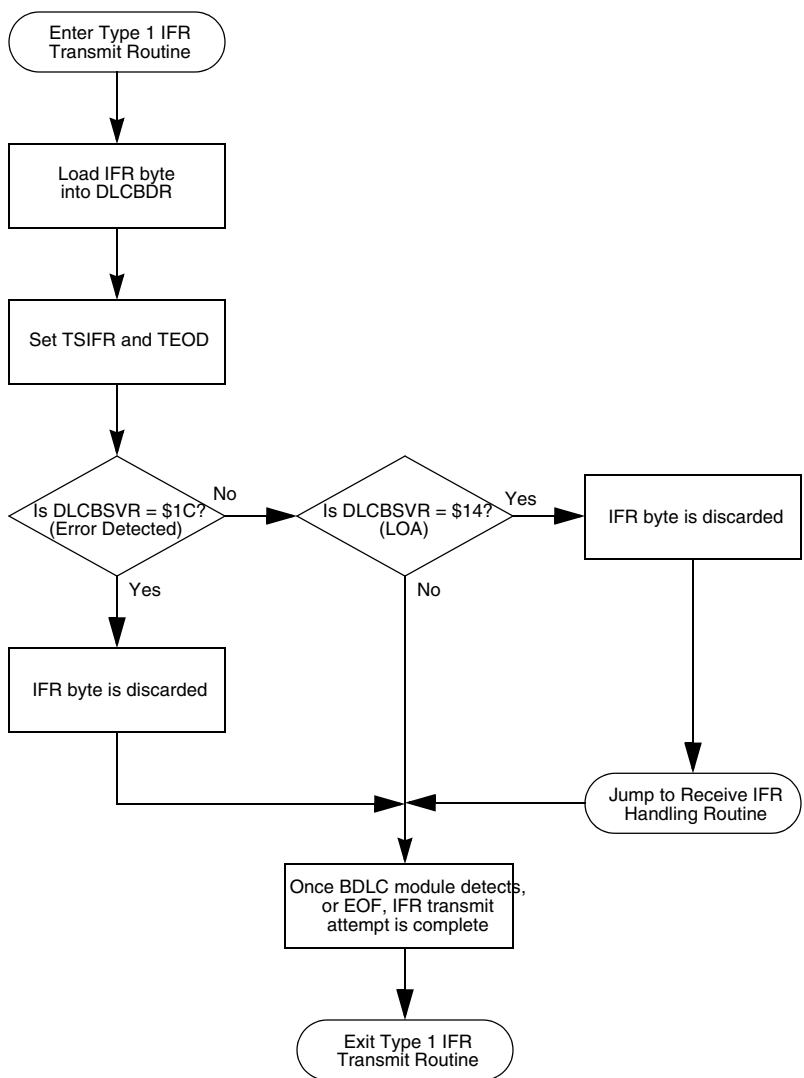 Enter Type 1 IFR
Transmit Routine
Load IFR byte
into DLCBDR
Set TSIFR and TEOD
Is DLCBSVR = $1C?
(Error Detected)
No
Is DLCBSVR = $14?
(LOA)
Yes
IFR byte is discarded
Yes
No
IFR byte is discarded
Jump to Receive IFR
Handling Routine
Once BDLC module detects,
or EOF, IFR transmit
attempt is complete
Exit Type 1 IFR
Transmit Routine